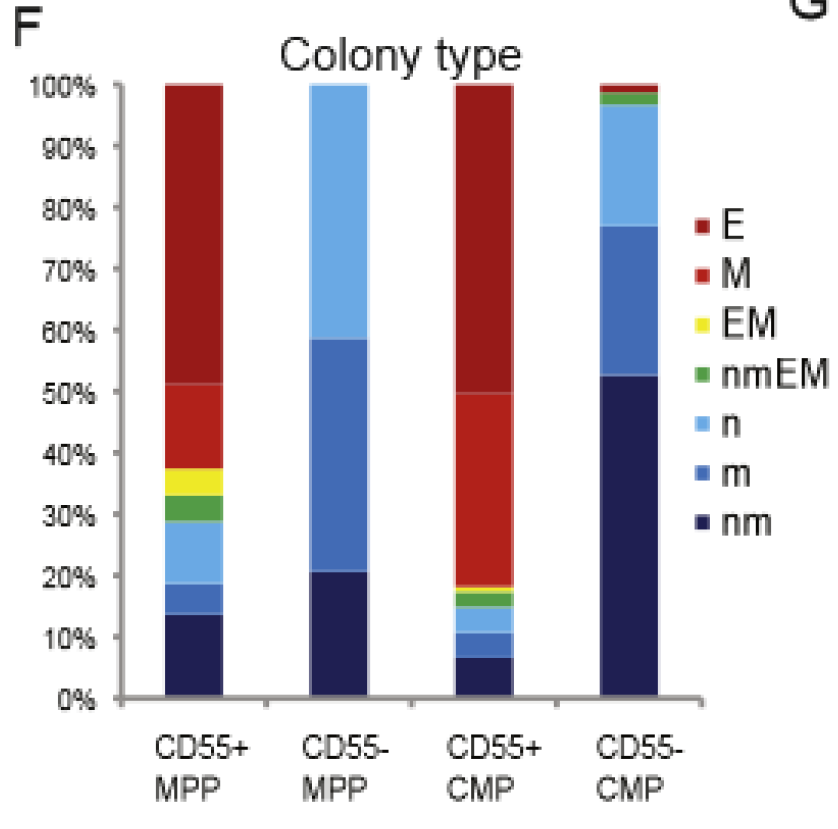 F
G
Colony type
100%
90%
80%
70%
60%
50%
40%
30%
20%
10%
0%
E
M
EM
nmEM
n
m
nm
CD55+
MPP
CD55-
MPP
CD55+
CMP
CD55-
CMP